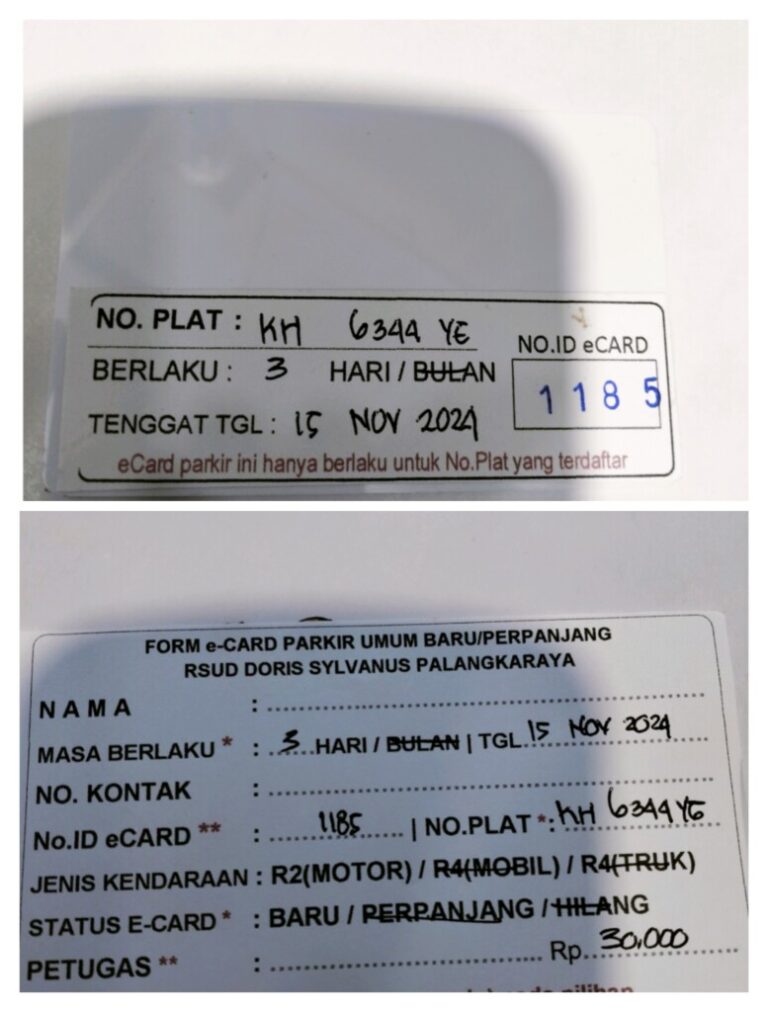 NO. PLAT : KH 6344 YE
BERLAKU : 3 HARI / BULAN
NO.ID eCARD
1185
TENGGAT TGL : 15 NOV 2024
eCard parkir ini hanya berlaku untuk No.Plat yang terdaftar
FORM e-CARD PARKIR UMUM BARU/PERPANJANG
RSUD DORIS SYLVANUS PALANGKARAYA
NAMA :
MASA BERLAKU * : 3 HARI / BULAN | TGL 15 NOV 2024
NO. KONTAK :
No.ID eCARD ** : 1185 | NO.PLAT *: KH 6344 YE
JENIS KENDARAAN : R2(MOTOR) / R4(MOBIL) / R4(TRUK)
STATUS E-CARD * : BARU / PERPANJANG / HILANG
PETUGAS ** : Rp. 30.000